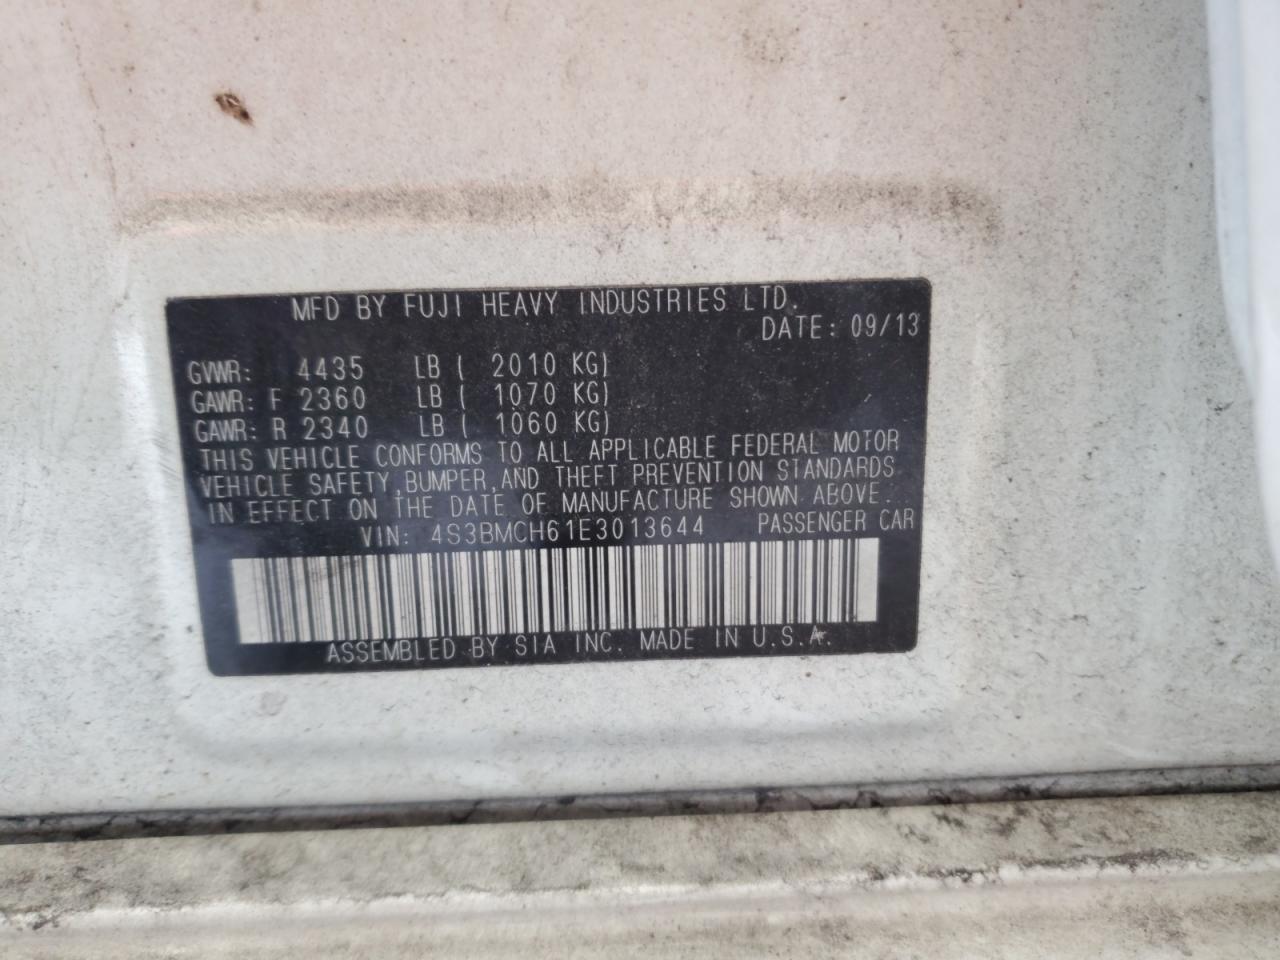 MFD BY FUJI HEAVY INDUSTRIES LTD.
DATE: 09/13
GVWR: 4435 LB ( 2010 KG)
GAWR: F 2360 LB ( 1070 KG)
GAWR: R 2340 LB ( 1060 KG)
THIS VEHICLE CONFORMS TO ALL APPLICABLE FEDERAL MOTOR
VEHICLE SAFETY,BUMPER,AND THEFT PREVENTION STANDARDS
IN EFFECT ON THE DATE OF MANUFACTURE SHOWN ABOVE.
VIN: 4S3BMCH61E3013644 PASSENGER CAR
ASSEMBLED BY SIA INC. MADE IN U.S.A.